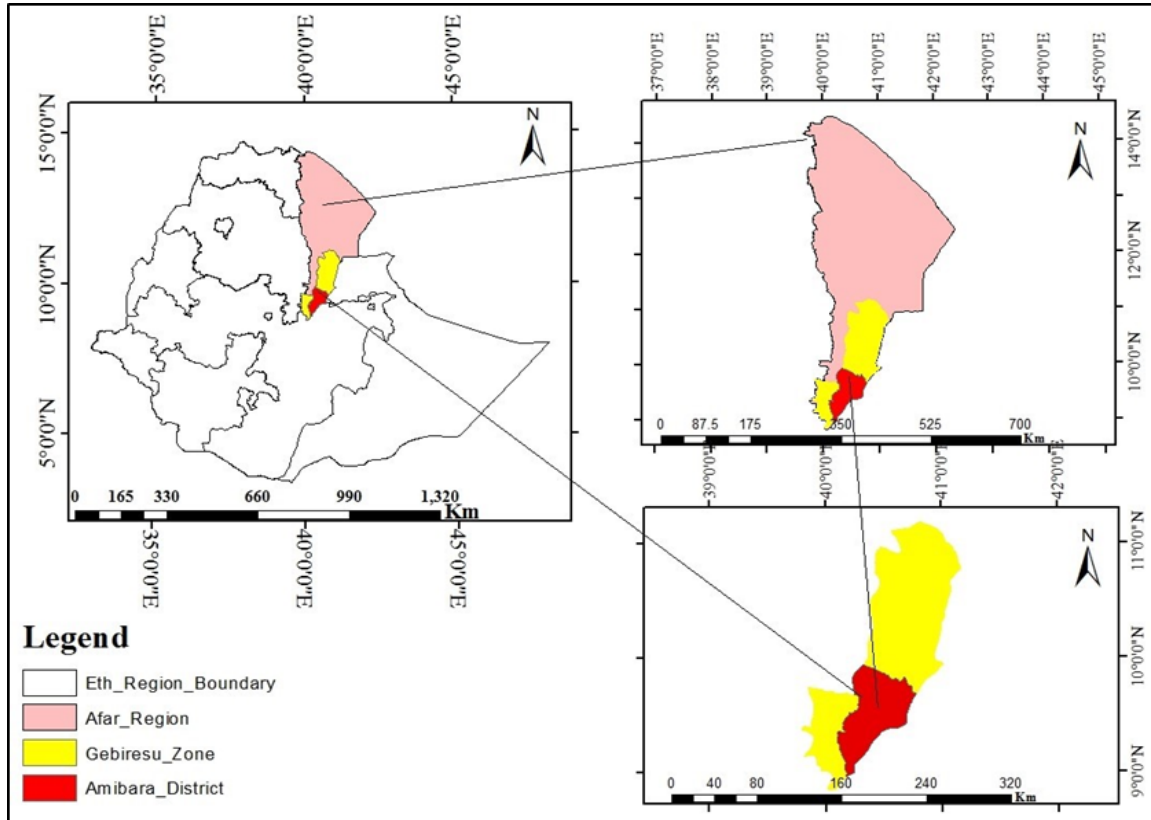 35°0'0"E 40°0'0"E 45°0'0"E
15°0'0"N
10°0'0"N
5°0'0"N
N
0 165 330 660 990 1,320
Km
35°0'0"E 40°0'0"E 45°0'0"E
37°0'0"E 38°0'0"E 39°0'0"E 40°0'0"E 41°0'0"E 42°0'0"E 43°0'0"E 44°0'0"E 45°0'0"E
N
14°0'0"N
12°0'0"N
10°0'0"N
0 87.5 175 350 525 700
Km
39°0'0"E 40°0'0"E 41°0'0"E 42°0'0"E
N
11°0'0"N
10°0'0"N
9°0'0"N
0 40 80 160 240 320
Km
Legend
Eth_Region_Boundary
Afar_Region
Gebiresu_Zone
Amibara_District